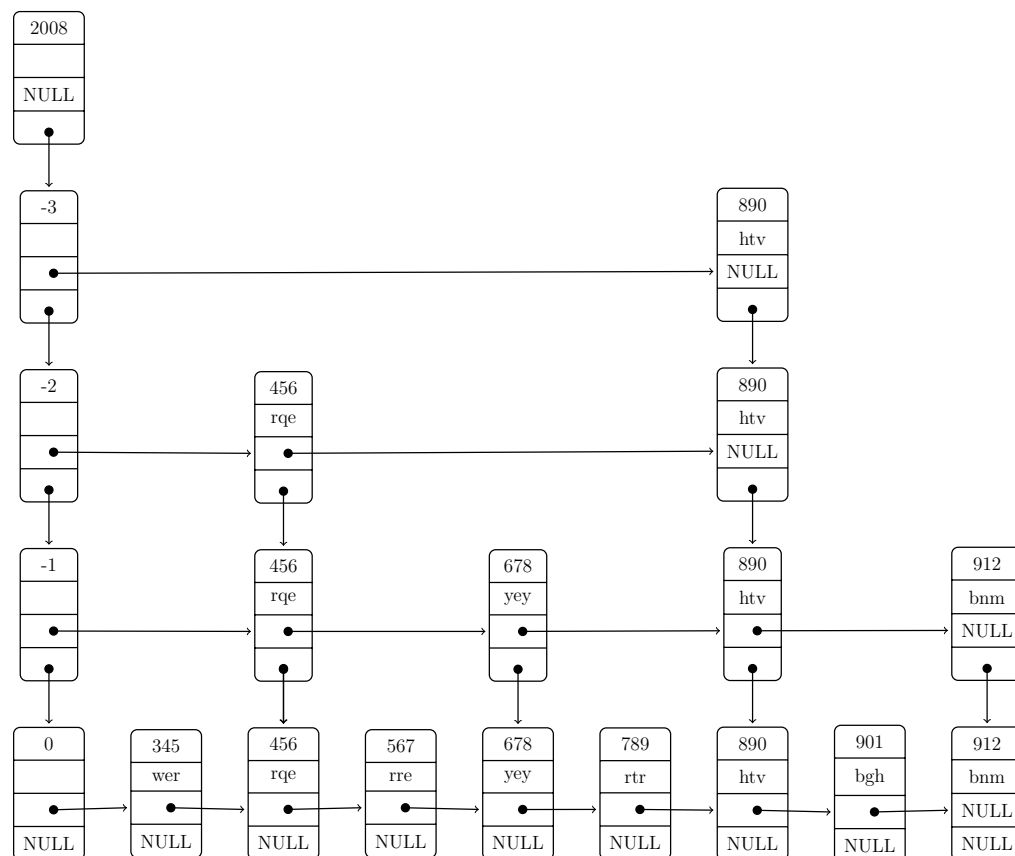 2008
NULL
-3
890
htv
NULL
-2
456
rqe
890
htv
NULL
-1
456
rqe
678
yey
890
htv
912
bnm
NULL
0
NULL
345
wer
NULL
456
rqe
NULL
567
rre
NULL
678
yey
NULL
789
rtr
NULL
890
htv
NULL
901
bgh
NULL
912
bnm
NULL
NULL